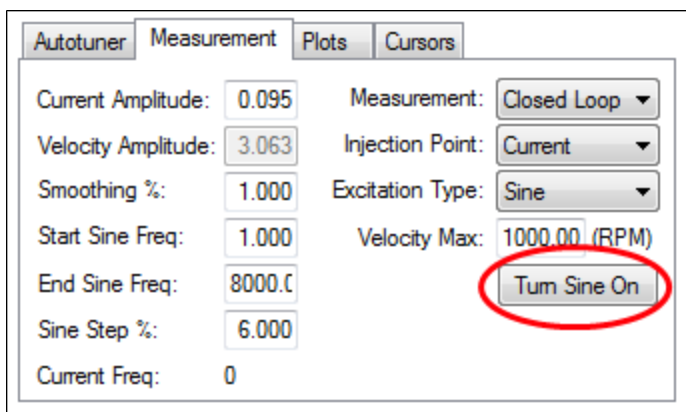 Autotuner Measurement Plots Cursors
Current Amplitude: 0.095 Measurement: Closed Loop
Velocity Amplitude: 3.063 Injection Point: Current
Smoothing %: 1.000 Excitation Type: Sine
Start Sine Freq: 1.000 Velocity Max: 1000.00 (RPM)
End Sine Freq: 8000.0 Turn Sine On
Sine Step %: 6.000
Current Freq: 0